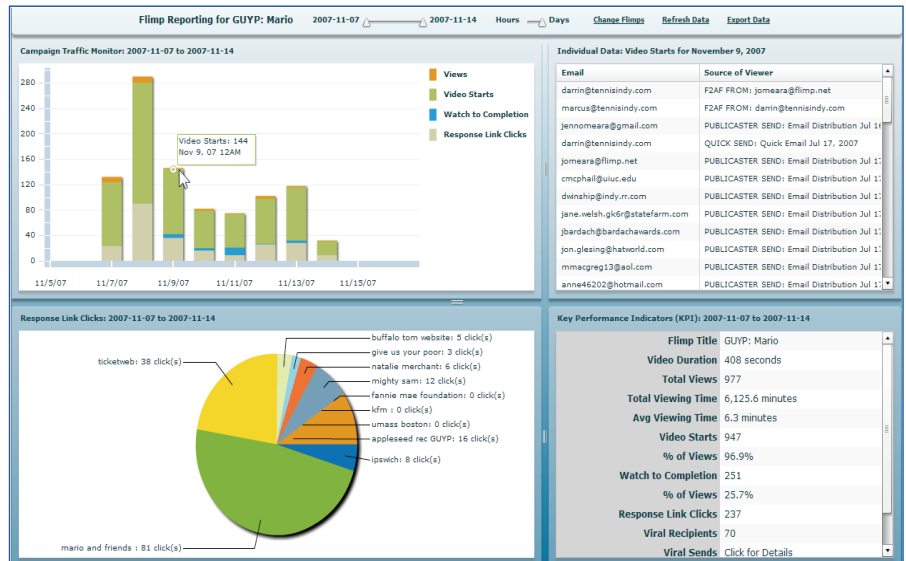 Flimp Reporting for GUYP: Mario 2007-11-07 2007-11-14 Hours Days Change Flimps Refresh Data Export Data
Campaign Traffic Monitor: 2007-11-07 to 2007-11-14
280
240
200
160
120
80
40
0
11/5/07 11/7/07 11/9/07 11/11/07 11/13/07 11/15/07
Video Starts: 144
Nov 9, 07 12AM
Views
Video Starts
Watch to Completion
Response Link Clicks
Individual Data: Video Starts for November 9, 2007
Email Source of Viewer
darrin@tennisindy.com F2AF FROM: jomeara@flimp.net
marcus@tennisindy.com F2AF FROM: darrin@tennisindy.com
jennomeara@gmail.com PUBLICASTER SEND: Email Distribution Jul 16
darrin@tennisindy.com QUICK SEND: Quick Email Jul 17, 2007
jomeara@flimp.net PUBLICASTER SEND: Email Distribution Jul 17
cmcphail@uiuc.edu PUBLICASTER SEND: Email Distribution Jul 17
dwinship@indy.rr.com PUBLICASTER SEND: Email Distribution Jul 17
jane.welsh.gk6r@statefarm.com PUBLICASTER SEND: Email Distribution Jul 17
jbardach@bardachawards.com PUBLICASTER SEND: Email Distribution Jul 17
jon.glesing@hatworld.com PUBLICASTER SEND: Email Distribution Jul 17
mmacgreg13@aol.com PUBLICASTER SEND: Email Distribution Jul 17
anne46202@hotmail.com PUBLICASTER SEND: Email Distribution Jul 17
Response Link Clicks: 2007-11-07 to 2007-11-14
buffalo tom website: 5 click(s)
give us your poor: 3 click(s)
natalie merchant: 6 click(s)
mighty sam: 12 click(s)
fannie mae foundation: 0 click(s)
kfm : 0 click(s)
umass boston: 0 click(s)
appleseed rec GUYP: 16 click(s)
ipswich: 8 click(s)
ticketweb: 38 click(s)
mario and friends : 81 click(s)
Key Performance Indicators (KPI): 2007-11-07 to 2007-11-14
Flimp Title GUYP: Mario
Video Duration 408 seconds
Total Views 977
Total Viewing Time 6,125.6 minutes
Avg Viewing Time 6.3 minutes
Video Starts 947
% of Views 96.9%
Watch to Completion 251
% of Views 25.7%
Response Link Clicks 237
Viral Recipients 70
Viral Sends Click for Details